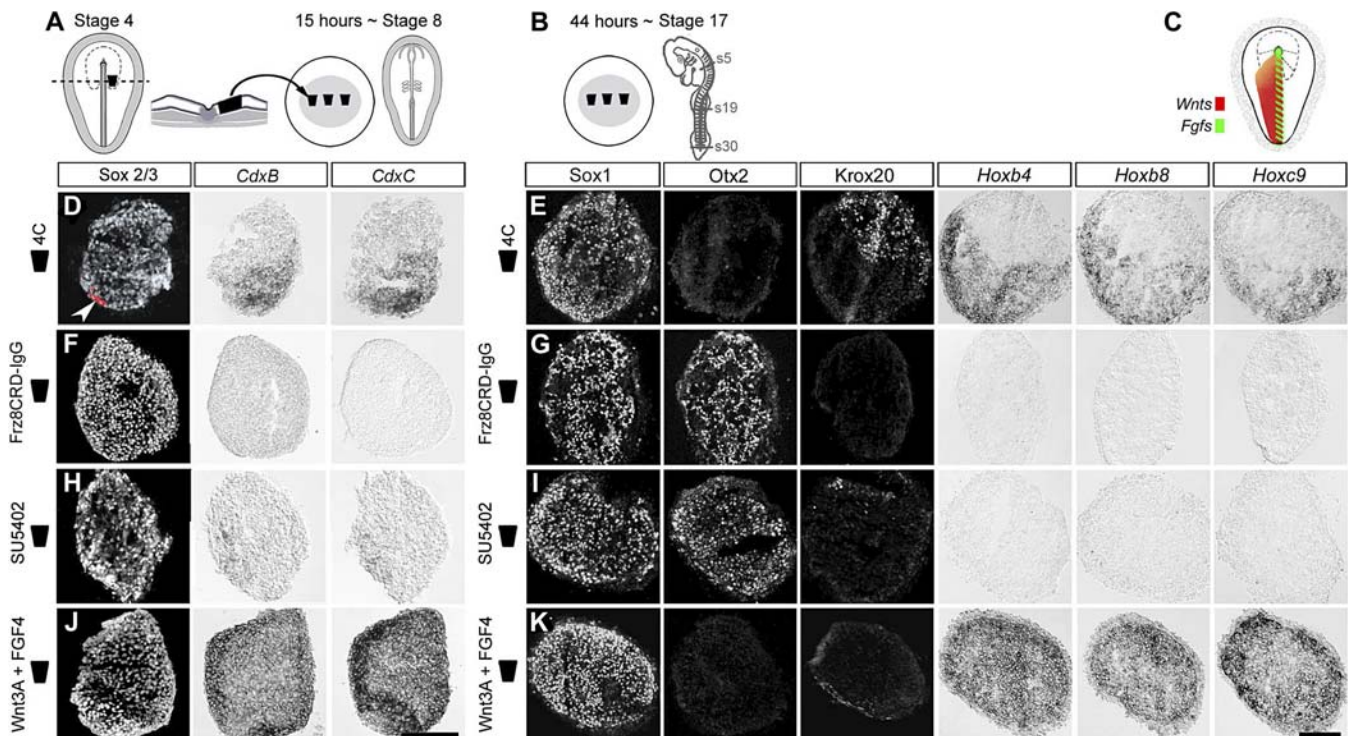 A Stage 4 15 hours ~ Stage 8
B 44 hours ~ Stage 17
s5
s19
s30
C
Wnts
Fgfs
Sox 2/3 CdxB CdxC
Sox1 Otx2 Krox20 Hoxb4 Hoxb8 Hoxc9
4C D
4C E
Frz8CRD-IgG F
Frz8CRD-IgG G
SU5402 H
SU5402 I
Wnt3A + FGF4 J
Wnt3A + FGF4 K